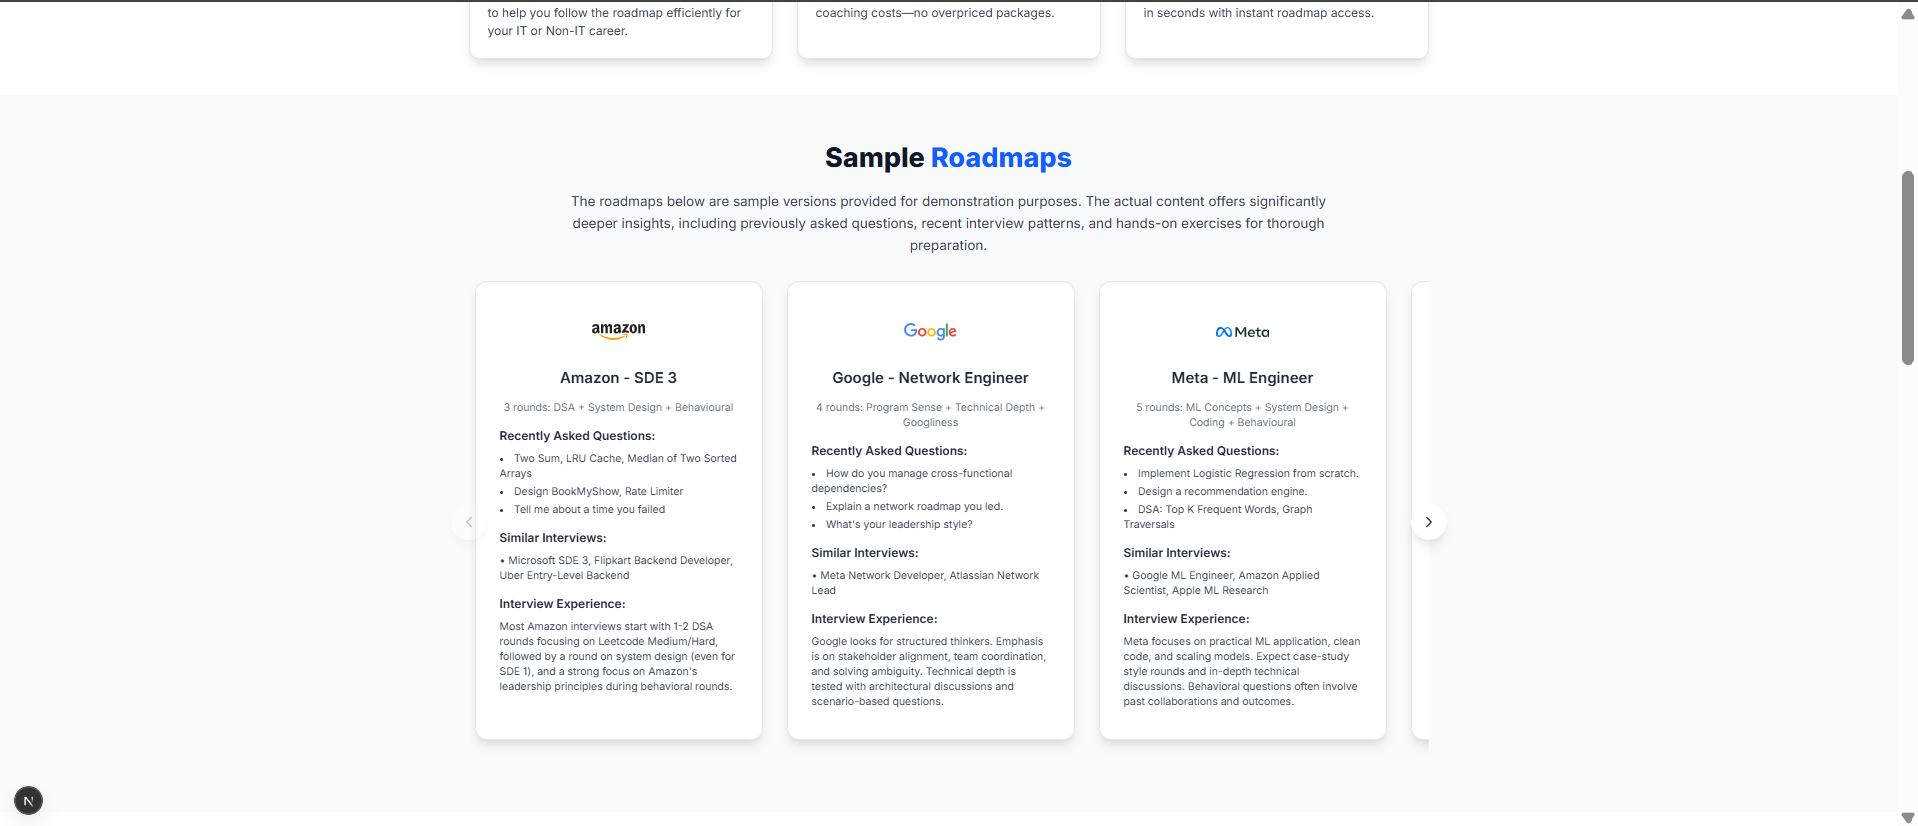 to help you follow the roadmap efficiently for
your IT or Non-IT career.
coaching costs—no overpriced packages.
in seconds with instant roadmap access.
Sample Roadmaps
The roadmaps below are sample versions provided for demonstration purposes. The actual content offers significantly
deeper insights, including previously asked questions, recent interview patterns, and hands-on exercises for thorough
preparation.
amazon
Amazon - SDE 3
3 rounds: DSA + System Design + Behavioural
Recently Asked Questions:
• Two Sum, LRU Cache, Median of Two Sorted
Arrays
• Design BookMyShow, Rate Limiter
• Tell me about a time you failed
Similar Interviews:
• Microsoft SDE 3, Flipkart Backend Developer,
Uber Entry-Level Backend
Interview Experience:
Most Amazon interviews start with 1-2 DSA
rounds focusing on Leetcode Medium/Hard,
followed by a round on system design (even for
SDE 1), and a strong focus on Amazon's
leadership principles during behavioral rounds.
Google
Google - Network Engineer
4 rounds: Program Sense + Technical Depth +
Googliness
Recently Asked Questions:
• How do you manage cross-functional
dependencies?
• Explain a network roadmap you led.
• What's your leadership style?
Similar Interviews:
• Meta Network Developer, Atlassian Network
Lead
Interview Experience:
Google looks for structured thinkers. Emphasis
is on stakeholder alignment, team coordination,
and solving ambiguity. Technical depth is
tested with architectural discussions and
scenario-based questions.
Meta
Meta - ML Engineer
5 rounds: ML Concepts + System Design +
Coding + Behavioural
Recently Asked Questions:
• Implement Logistic Regression from scratch.
• Design a recommendation engine.
• DSA: Top K Frequent Words, Graph
Traversals
Similar Interviews:
• Google ML Engineer, Amazon Applied
Scientist, Apple ML Research
Interview Experience:
Meta focuses on practical ML application, clean
code, and scaling models. Expect case-study
style rounds and in-depth technical
discussions. Behavioral questions often involve
past collaborations and outcomes.
N